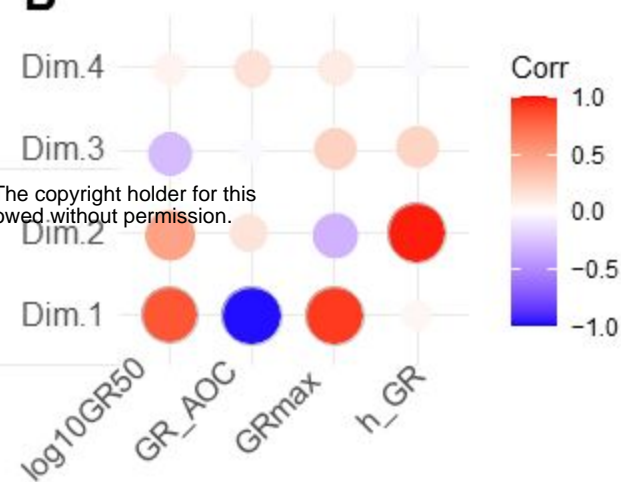 Dim.4
Dim.3
The copyright holder for this
owed without permission.
Dim.2
Dim.1
log10GR50
GR_AOC
GRmax
h_GR
Corr
1.0
0.5
0.0
−0.5
−1.0